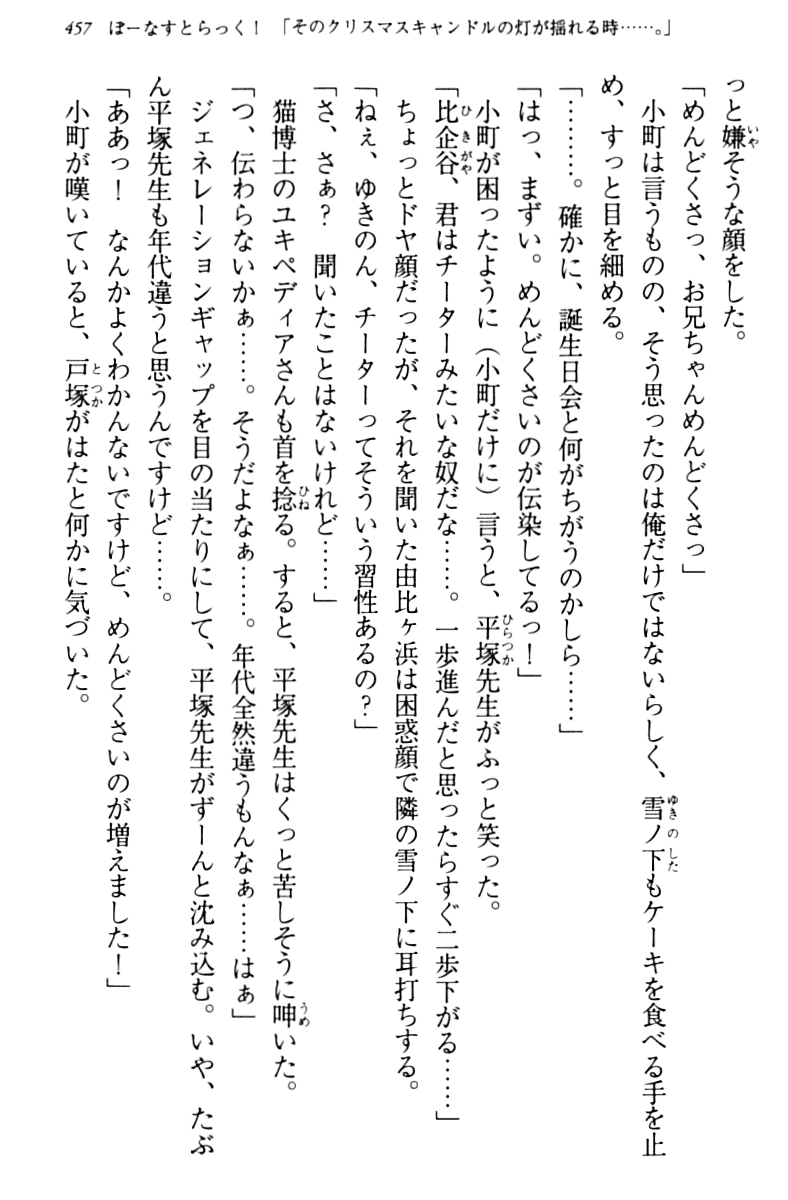 457 ぼーなすとらっく! 「そのクリスマスキャンドルの灯が揺れる時……。」
っと嫌そうな顔をした。
「めんどくさっ、お兄ちゃんめんどくさっ」
小町は言うものの、そう思ったのは俺だけではないらしく、雪ノ下もケーキを食べる手を止
め、すっと目を細める。
「………。確かに、誕生日会と何がちがうのかしら……」
「はっ、まずい。めんどくさいのが伝染してるっ!」
小町が困ったように（小町だけに）言うと、平塚先生がふっと笑った。
「比企谷、君はチーターみたいな奴だな……。一歩進んだと思ったらすぐ二歩下がる……」
ちょっとドヤ顔だったが、それを聞いた由比ヶ浜は困惑顔で隣の雪ノ下に耳打ちする。
「ねぇ、ゆきのん、チーターってそういう習性あるの?」
「さ、さぁ? 聞いたことはないけれど……」
猫博士のユキペディアさんも首を捻る。すると、平塚先生はくっと苦しそうに呻いた。
「つ、伝わらないかぁ……。そうだよなぁ……。年代全然違うもんなぁ……はぁ」
ジェネレーションギャップを目の当たりにして、平塚先生がずーんと沈み込む。いや、たぶ
ん平塚先生も年代違うと思うんですけど……。
「ああっ! なんかよくわかんないですけど、めんどくさいのが増えました!」
小町が嘆いていると、戸塚がはたと何かに気づいた。